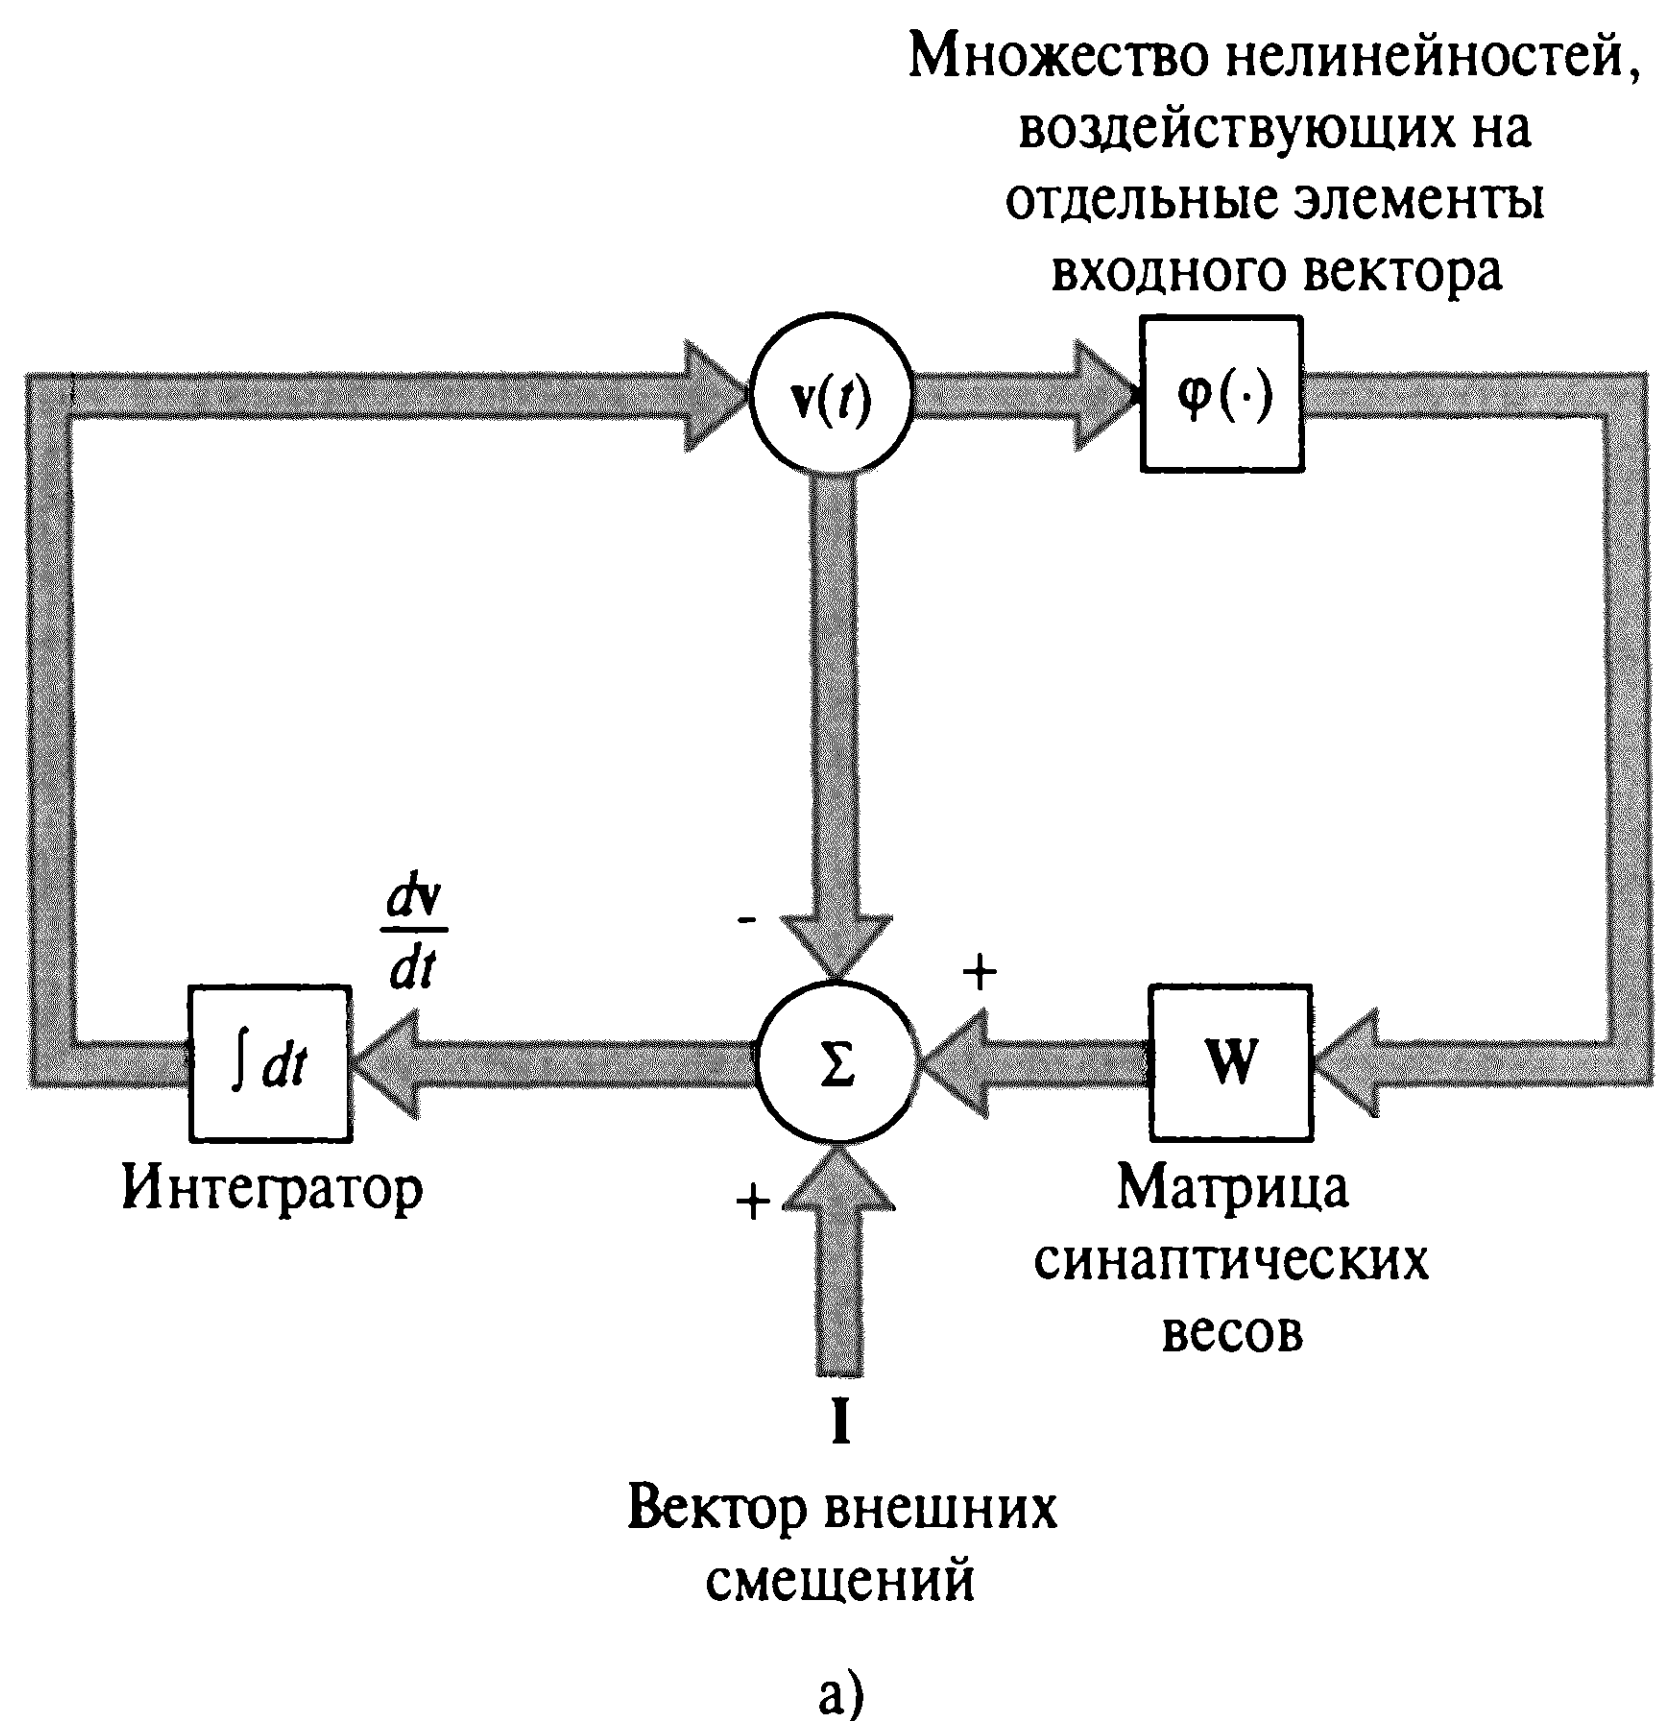 Множество нелинейностей,
воздействующих на
отдельные элементы
входного вектора
v(t)
φ(·)
dv
dt
-
+
∫ dt
Σ
W
Интегратор
+
Матрица
синаптических
весов
I
Вектор внешних
смещений
а)